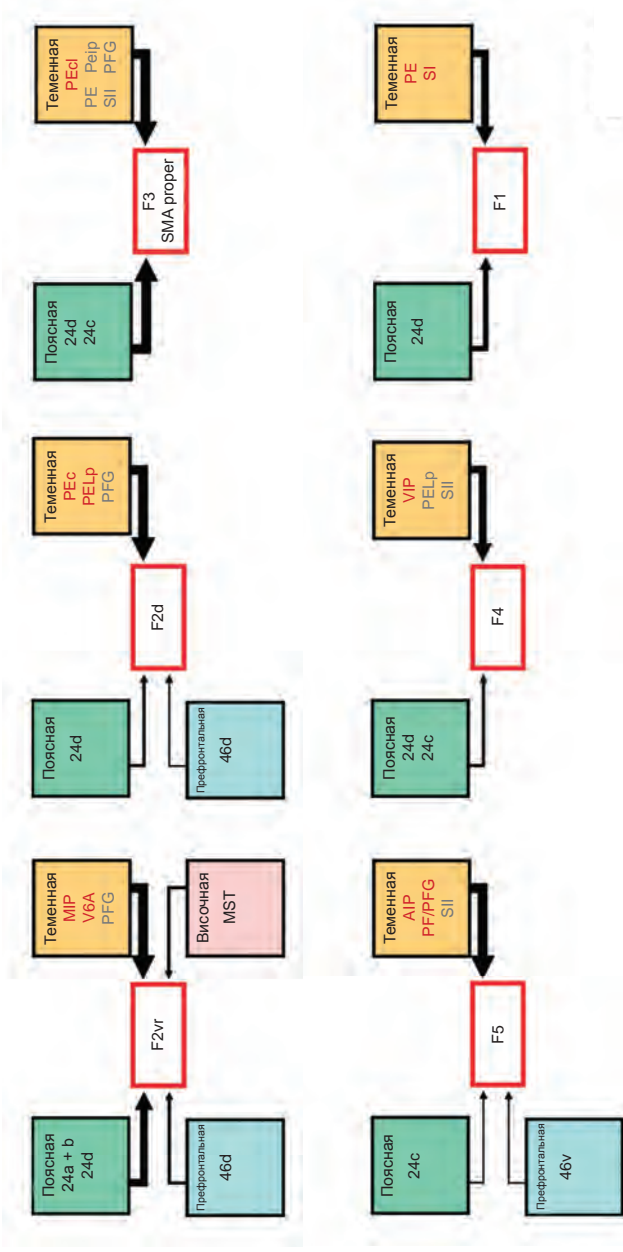 Поясная
24a + b
24d
Теменная
MIP
V6A
PFG
F2vr
Префронтальная
46d
Височная
MST
Поясная
24d
Теменная
PEc
PELp
PFG
F2d
Префронтальная
46d
Поясная
24d
24c
Теменная
PEcl
PE Peip
SII PFG
F3
SMA proper
Поясная
24c
Теменная
AIP
PF/PFG
SII
F5
Префронтальная
46v
Поясная
24d
24c
Теменная
VIP
PELp
SII
F4
Поясная
24d
Теменная
PE
SI
F1